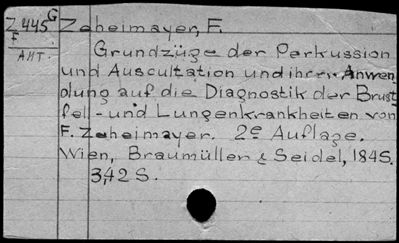 Z 445 G
F
AHT.
Zeheimayer, F.
Grundzüge der Perkussion
und Auscultation und ihrer Anwen
dung auf die Diagnostik der Brust
fell- und Lungenkrankheiten von
F. Zeheimayer. 2e Auflage.
Wien, Braumüller & Seidel, 1845.
342 S.